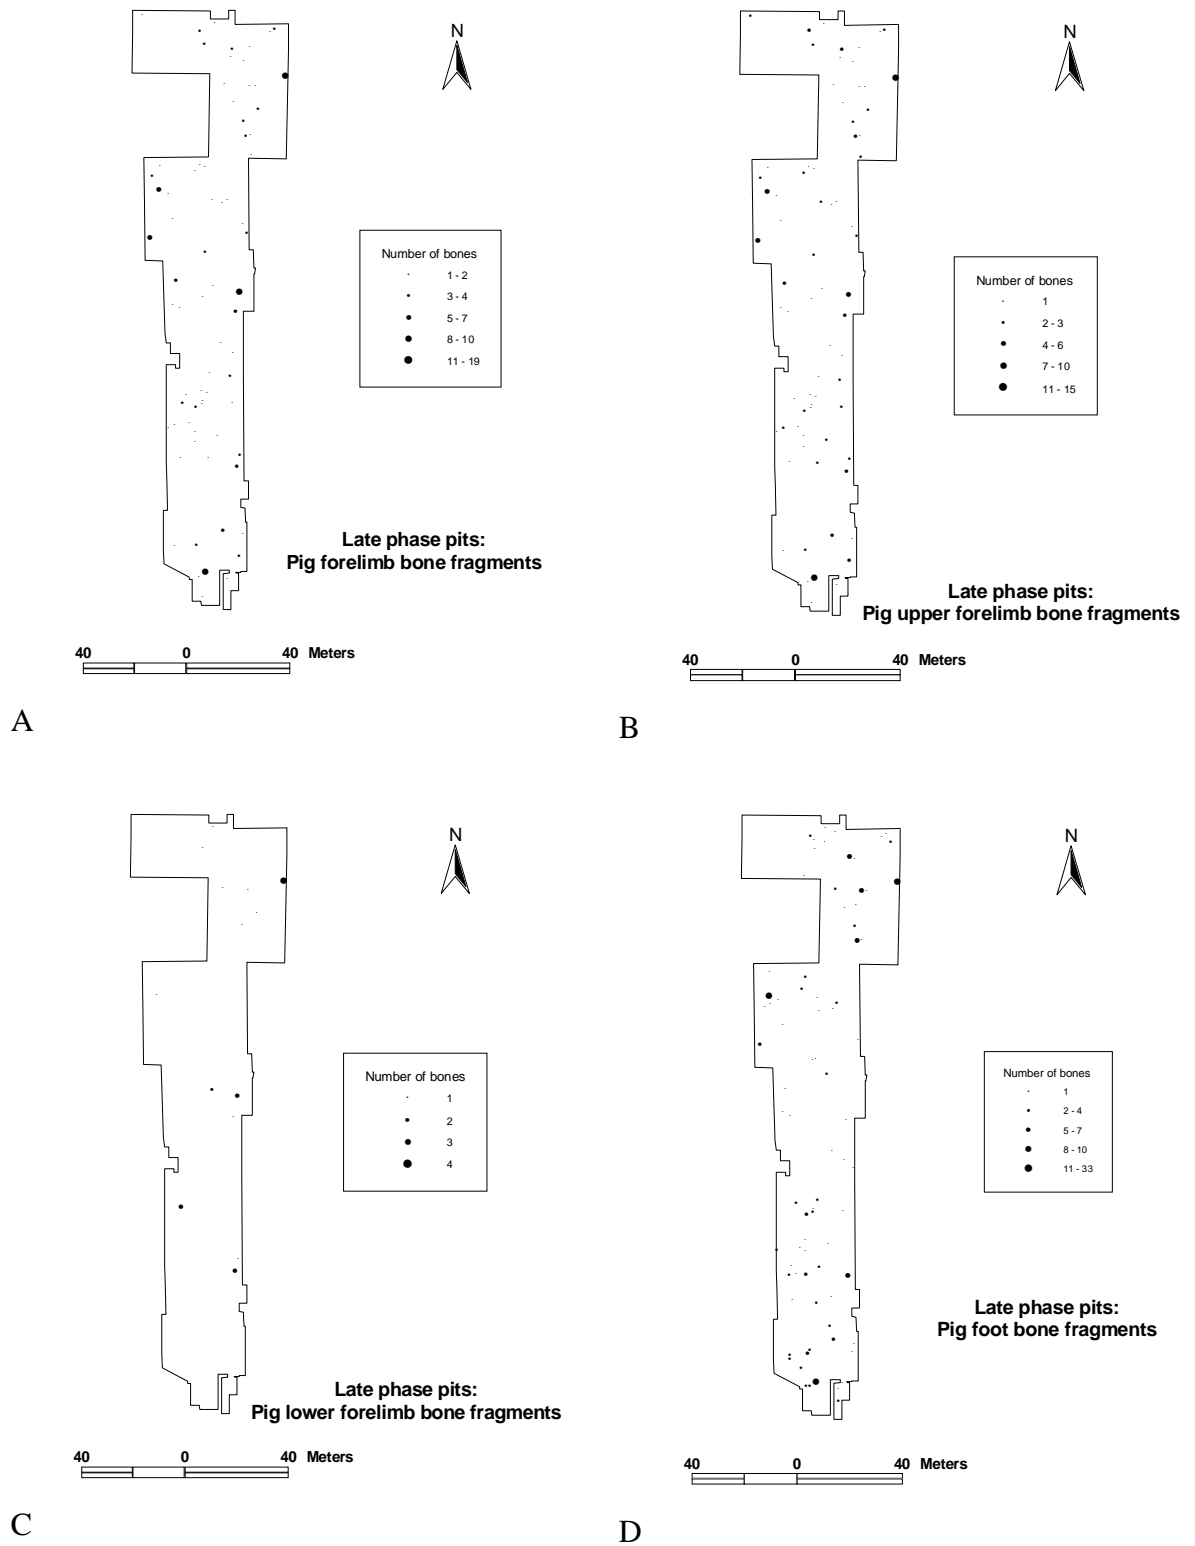 N
Number of bones
1 - 2
3 - 4
5 - 7
8 - 10
11 - 19
Late phase pits:
Pig forelimb bone fragments
40 0 40 Meters
A
N
Number of bones
1
2 - 3
4 - 6
7 - 10
11 - 15
Late phase pits:
Pig upper forelimb bone fragments
40 0 40 Meters
B
N
Number of bones
1
2
3
4
Late phase pits:
Pig lower forelimb bone fragments
40 0 40 Meters
C
N
Number of bones
1
2 - 4
5 - 7
8 - 10
11 - 33
Late phase pits:
Pig foot bone fragments
40 0 40 Meters
D